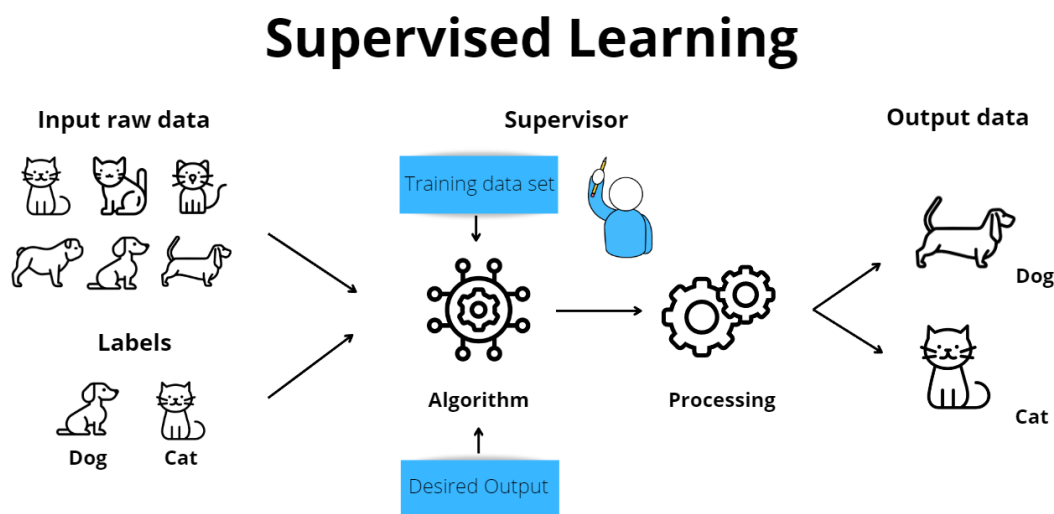 Supervised Learning
Input raw data
Supervisor
Output data
Training data set
Dog
Labels
Algorithm
Processing
Dog
Cat
Cat
Desired Output